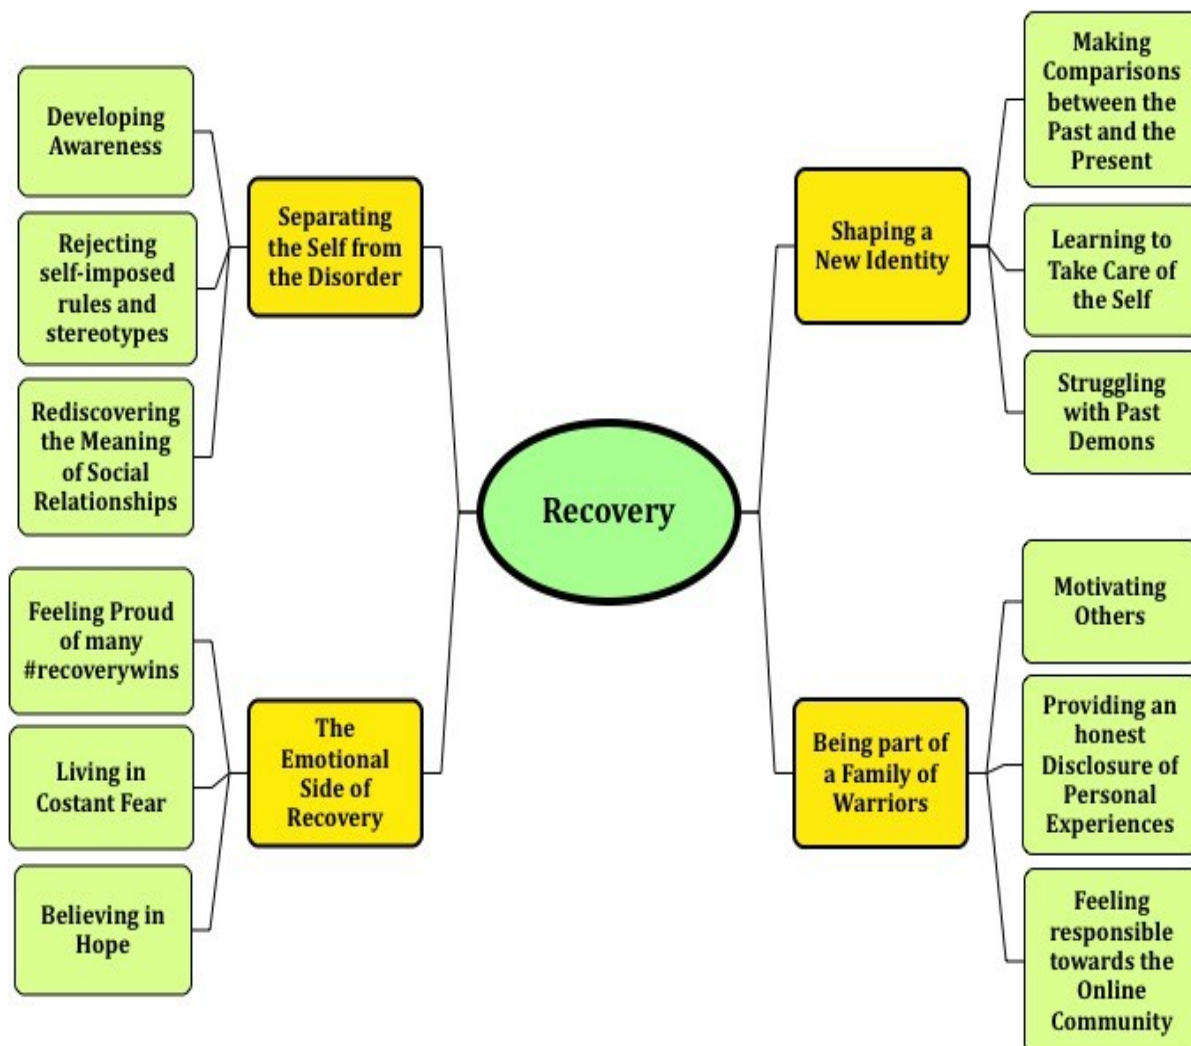 Developing
Awareness
Rejecting
self-imposed
rules and
stereotypes
Rediscovering
the Meaning
of Social
Relationships
Separating
the Self from
the Disorder
Feeling Proud
of many
#recoverywins
Living in
Costant Fear
Believing in
Hope
The
Emotional
Side of
Recovery
Recovery
Shaping a
New Identity
Making
Comparisons
between the
Past and the
Present
Learning to
Take Care of
the Self
Struggling
with Past
Demons
Being part of
a Family of
Warriors
Motivating
Others
Providing an
honest
Disclosure of
Personal
Experiences
Feeling
responsible
towards the
Online
Community